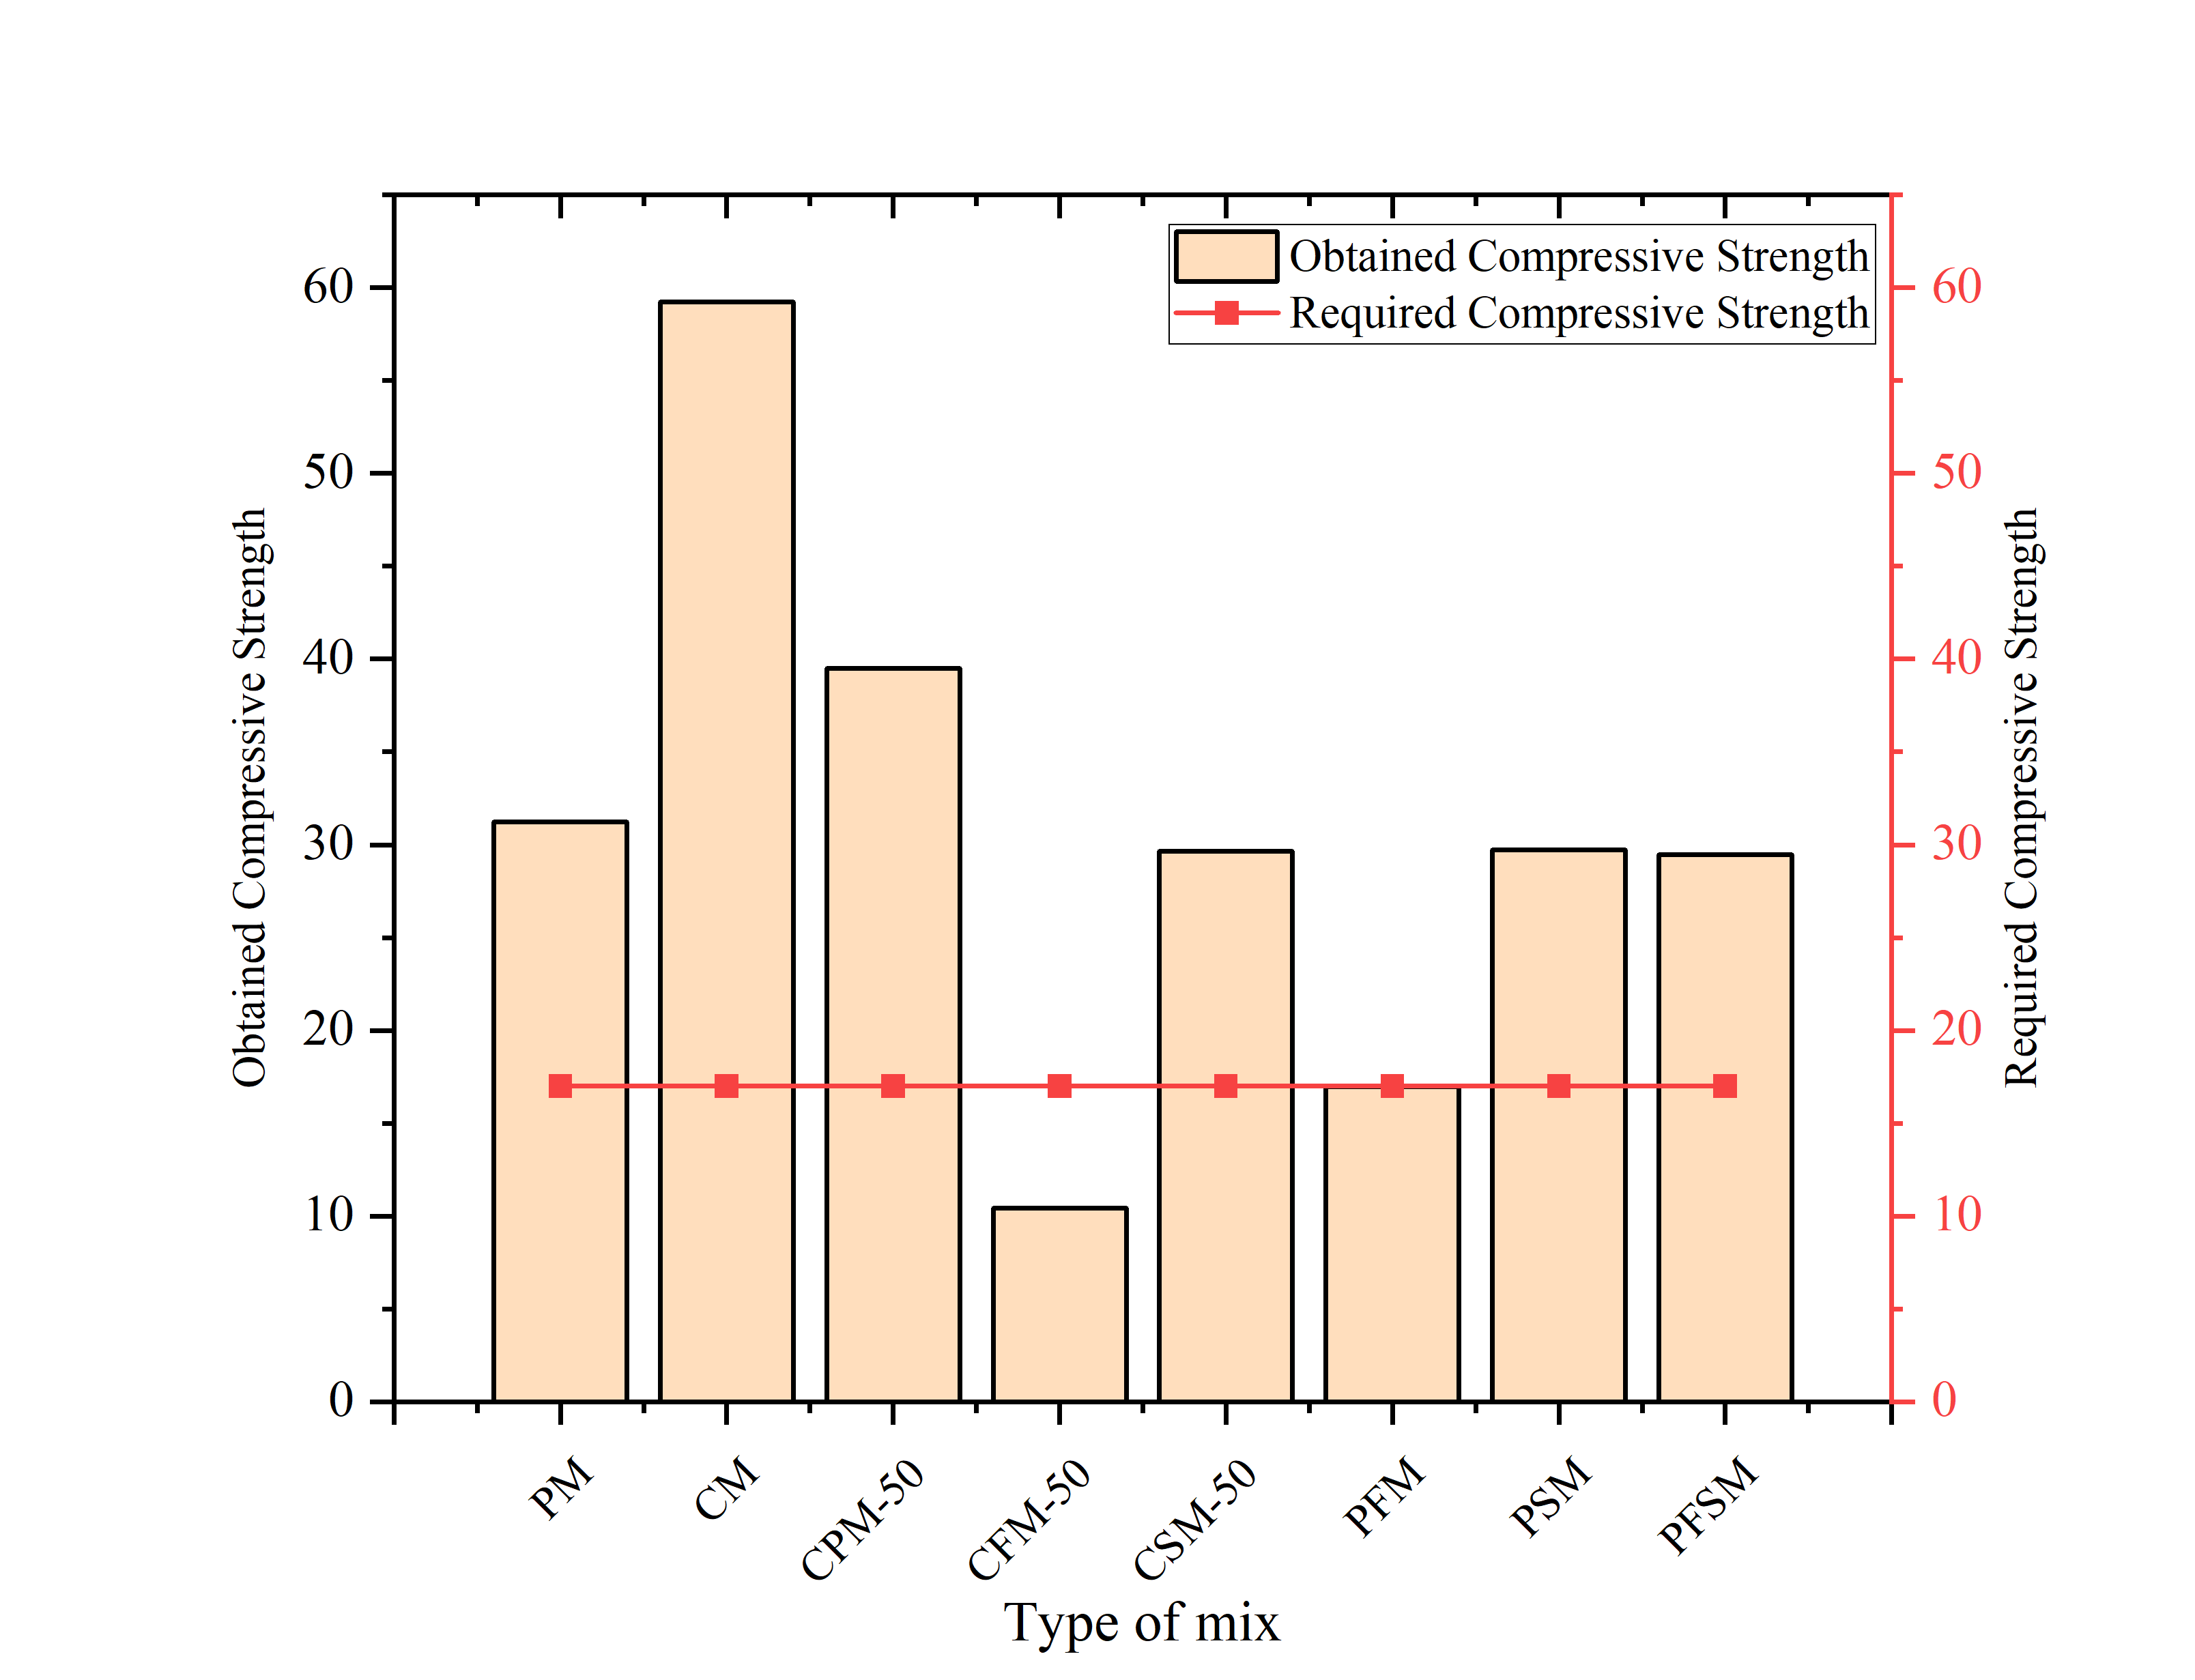 Obtained Compressive Strength
Required Compressive Strength
60
50
40
30
20
10
0
Obtained Compressive Strength
60
50
40
30
20
10
0
Required Compressive Strength
PM
CM
CPM-50
CFM-50
CSM-50
PFM
PSM
PFSM
Type of mix